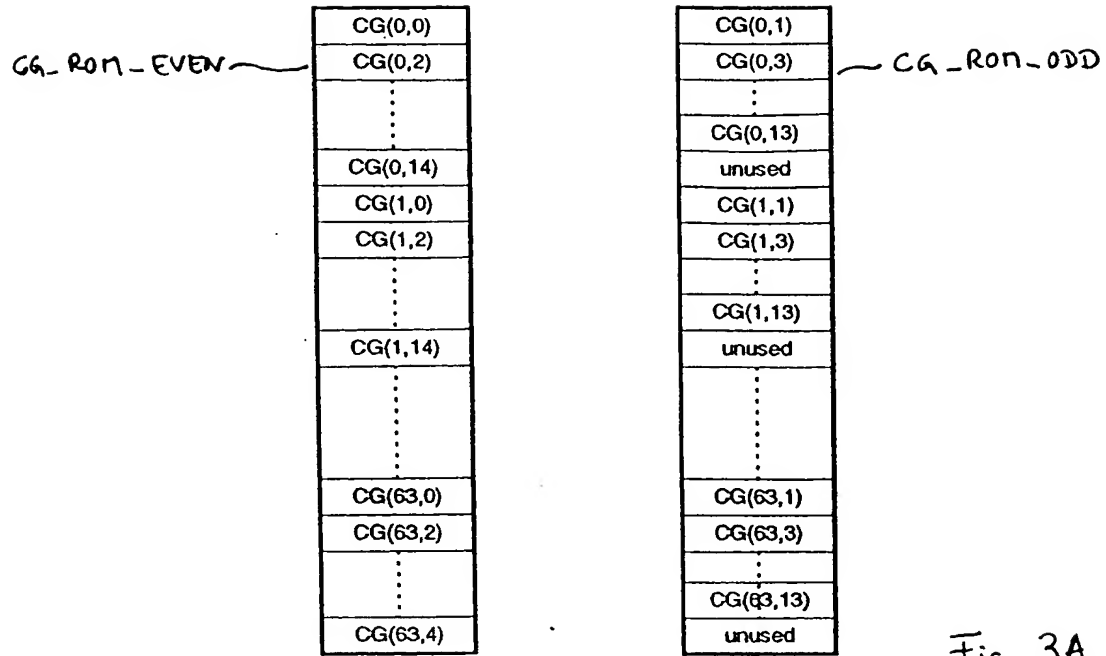 CG_ROM_EVEN
CG(0,0)
CG(0,2)
CG(0,14)
CG(1,0)
CG(1,2)
CG(1,14)
CG(63,0)
CG(63,2)
CG(63,4)
CG_ROM_ODD
CG(0,1)
CG(0,3)
CG(0,13)
unused
CG(1,1)
CG(1,3)
CG(1,13)
unused
CG(63,1)
CG(63,3)
CG(63,13)
unused
Fig. 3A